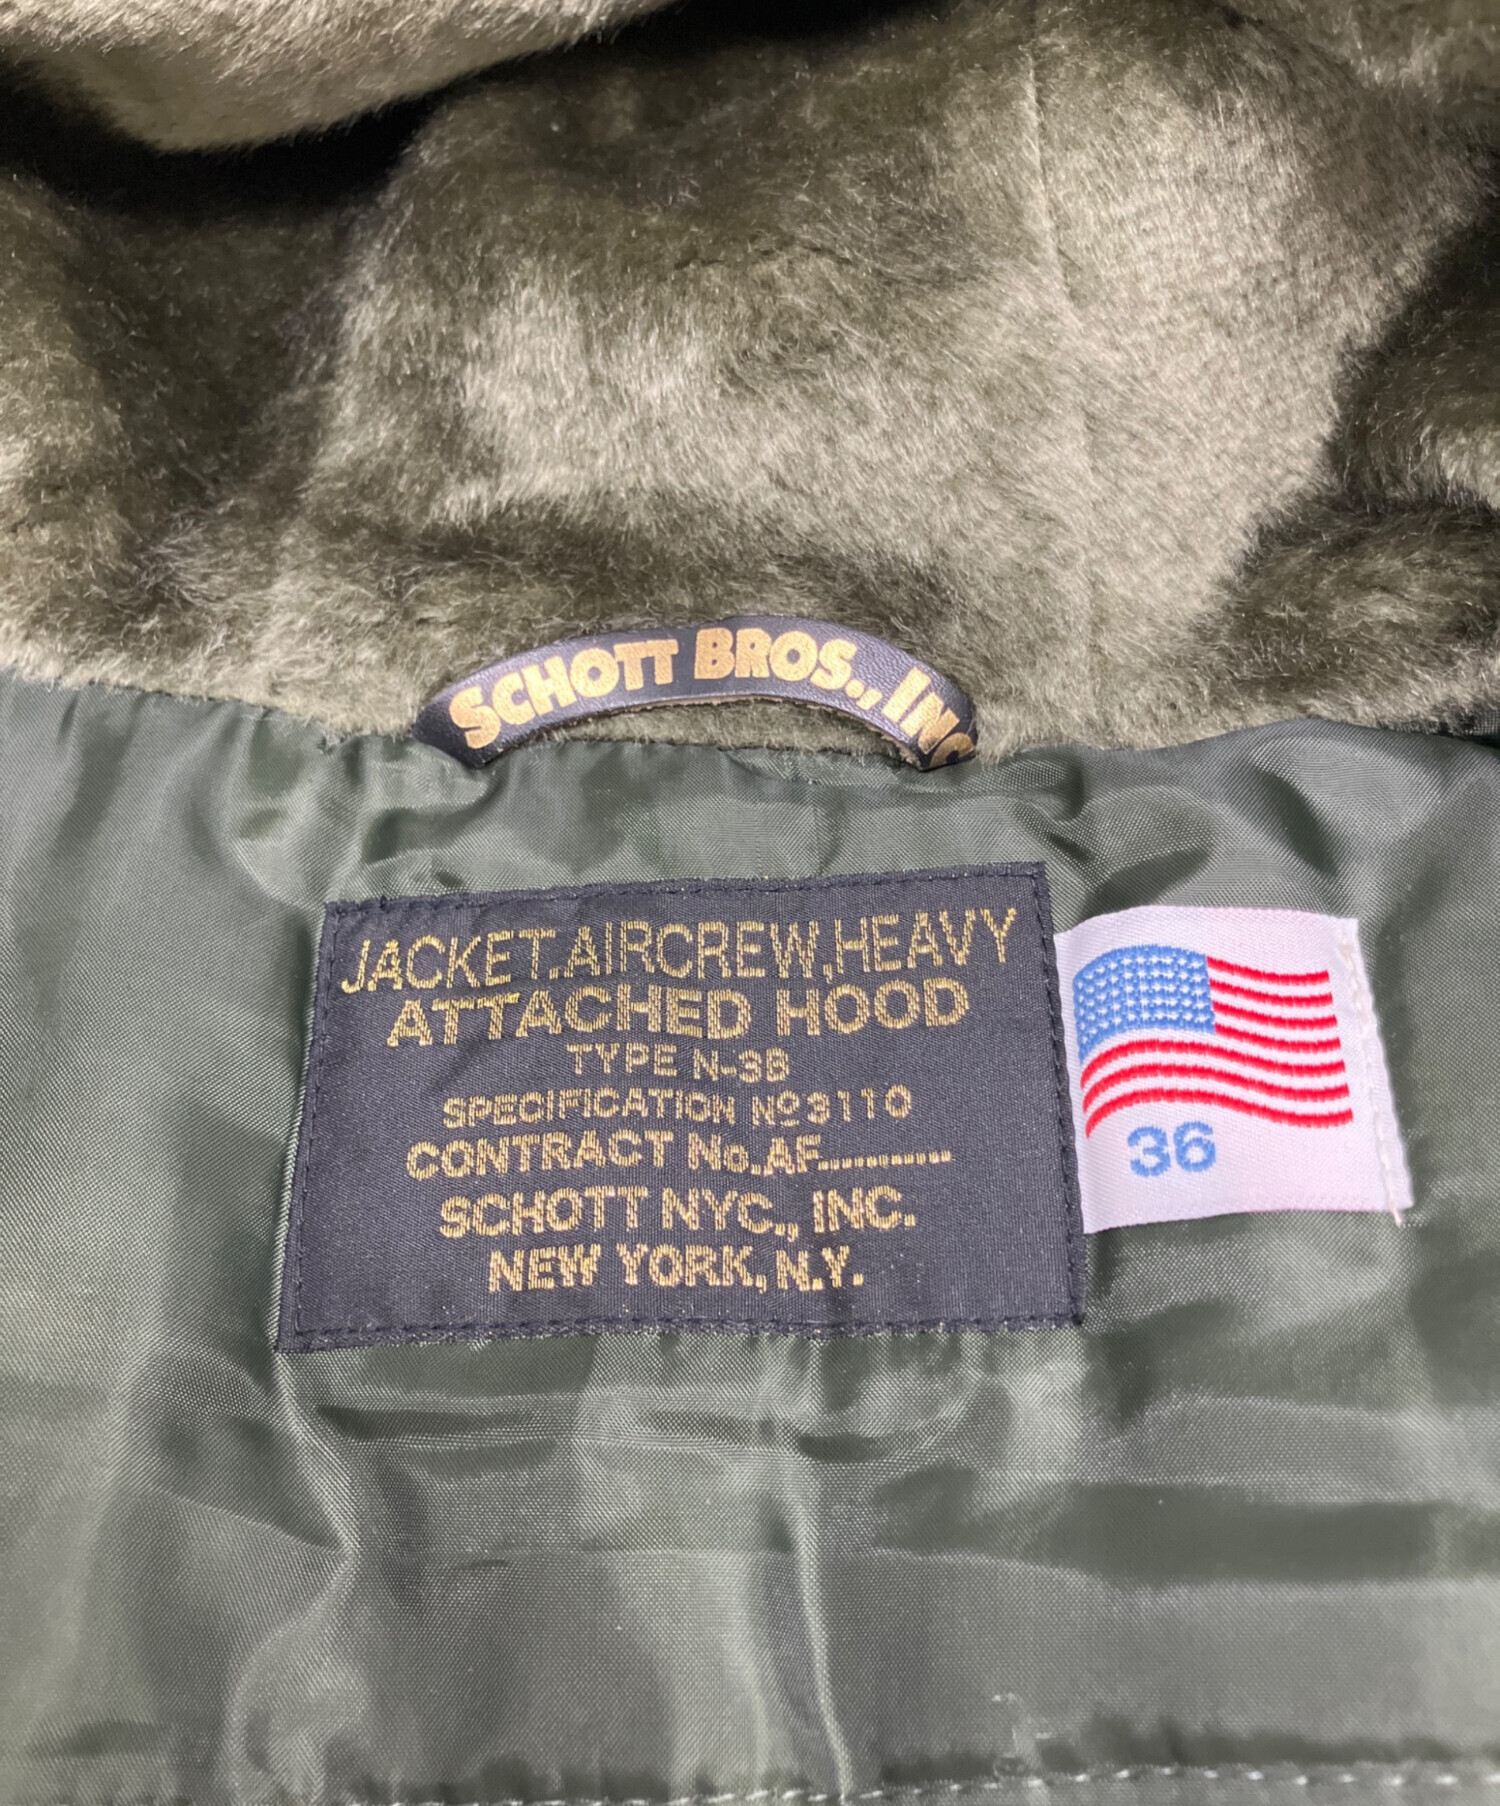 SCHOTT BROS., INC
JACKET.AIRCREW,HEAVY
ATTACHED HOOD
TYPE N-3B
SPECIFICATION Nº3110
CONTRACT No.AF............
SCHOTT NYC., INC.
NEW YORK, N.Y.
36